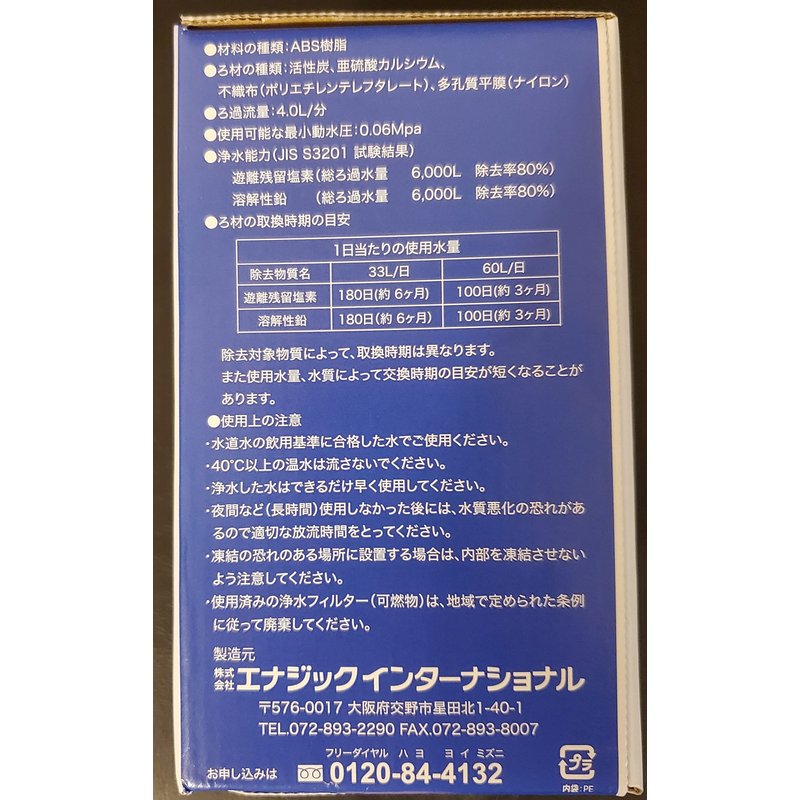 ●材料の種類:ABS樹脂
●ろ材の種類:活性炭、亜硫酸カルシウム、
不織布(ポリエチレンテレフタレート)、多孔質平膜(ナイロン)
●ろ過流量:4.0L/分
●使用可能な最小動水圧:0.06Mpa
●浄水能力(JIS S3201 試験結果)
遊離残留塩素(総ろ過水量 6,000L 除去率80%)
溶解性鉛 (総ろ過水量 6,000L 除去率80%)
●ろ材の取換時期の目安
1日当たりの使用水量
除去物質名 33L/日 60L/日
遊離残留塩素 180日(約6ヶ月) 100日(約3ヶ月)
溶解性鉛 180日(約6ヶ月) 100日(約3ヶ月)
除去対象物質によって、取換時期は異なります。
また使用水量、水質によって交換時期の目安が短くなることが
あります。
●使用上の注意
・水道水の飲用基準に合格した水でご使用ください。
・40℃以上の温水は流さないでください。
・浄水した水はできるだけ早く使用してください。
・夜間など(長時間)使用しなかった後には、水質悪化の恐れがあ
るので適切な放流時間をとってください。
・凍結の恐れのある場所に設置する場合は、内部を凍結させない
よう注意してください。
・使用済みの浄水フィルター(可燃物)は、地域で定められた条例
に従って廃棄してください。
製造元
株式会社 エナジックインターナショナル
〒576-0017 大阪府交野市星田北1-40-1
TEL.072-893-2290 FAX.072-893-8007
フリーダイヤル ハヨ ヨイ ミズニ
お申し込みは 0120-84-4132
プラ
内袋:PE